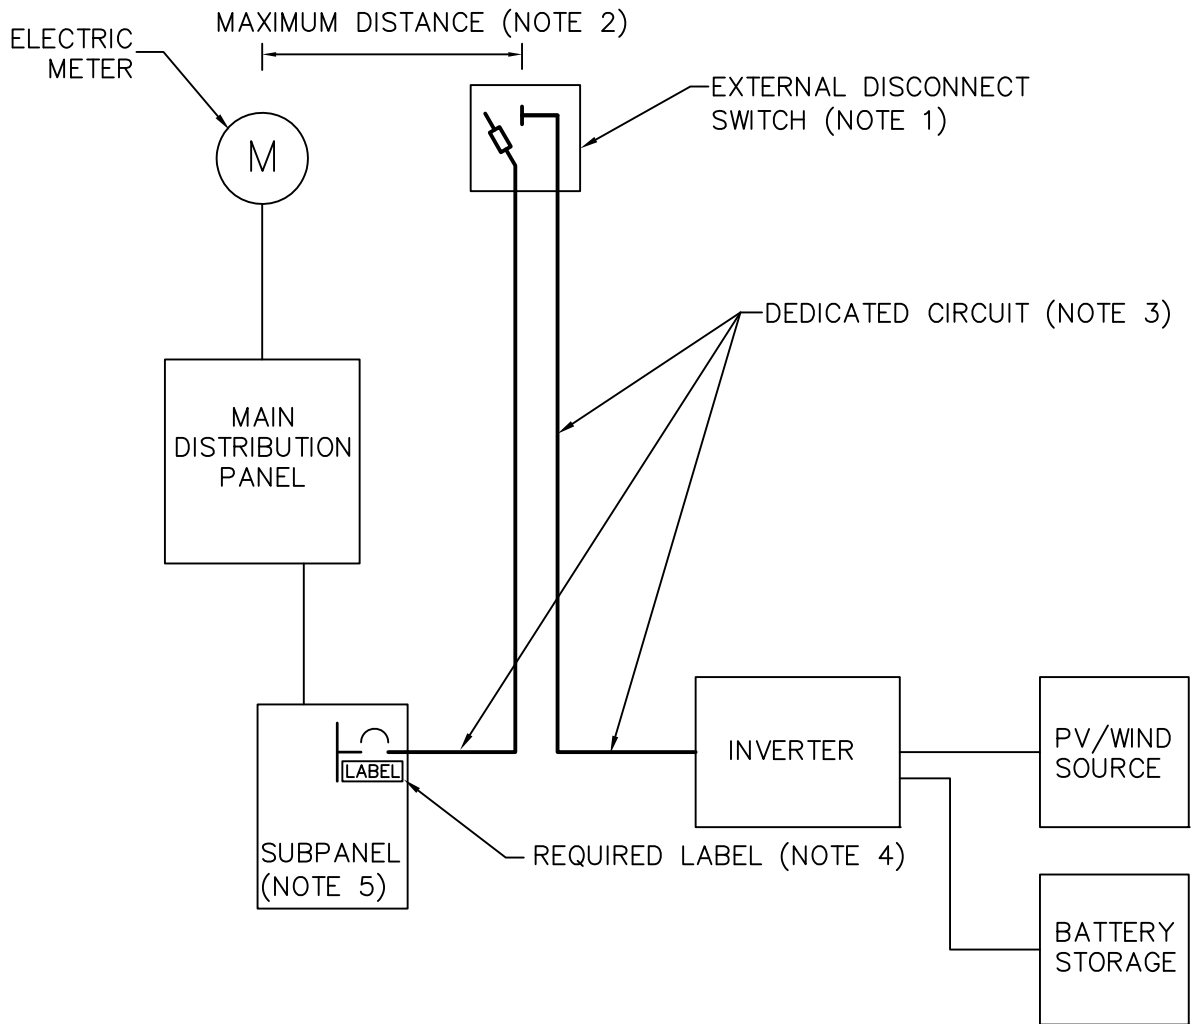 MAXIMUM DISTANCE (NOTE 2)
ELECTRIC
METER
EXTERNAL DISCONNECT
SWITCH (NOTE 1)
M
DEDICATED CIRCUIT (NOTE 3)
MAIN
DISTRIBUTION
PANEL
INVERTER
PV/WIND
SOURCE
LABEL
SUBPANEL
(NOTE 5)
REQUIRED LABEL (NOTE 4)
BATTERY
STORAGE